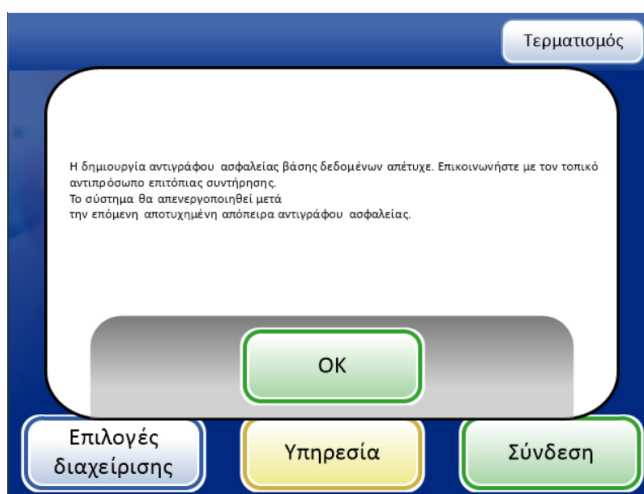 Τερματισμός
Η δημιουργία αντιγράφου ασφαλείας βάσης δεδομένων απέτυχε. Επικοινωνήστε με τον τοπικό
αντιπρόσωπο επιτόπιας συντήρησης.
Το σύστημα θα απενεργοποιηθεί μετά
την επόμενη αποτυχημένη απόπειρα αντιγράφου ασφαλείας.
OK
Επιλογές
διαχείρισης
Υπηρεσία
Σύνδεση